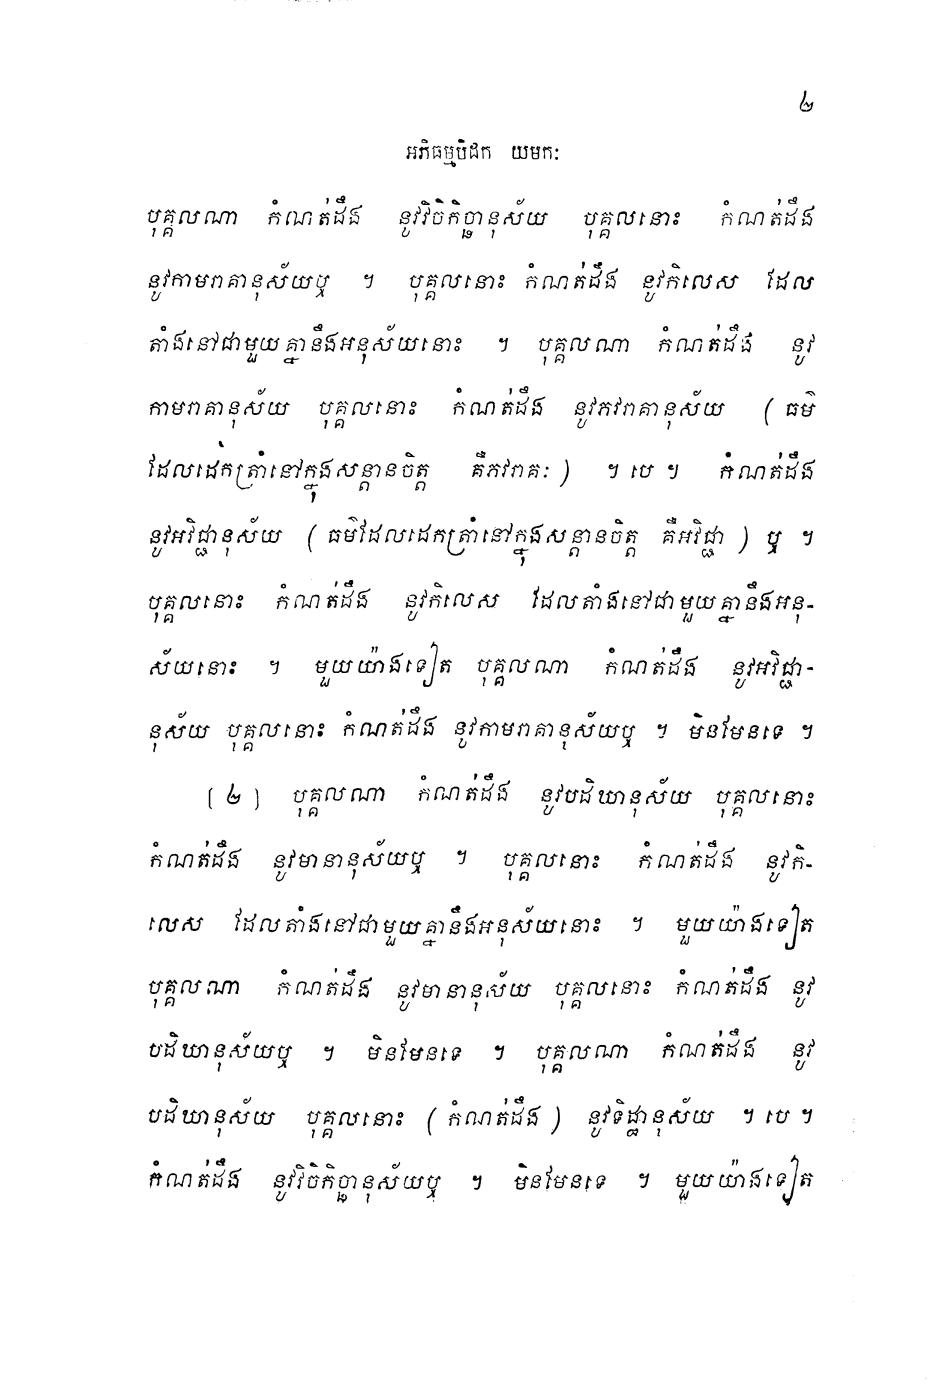 ២
អភិធម្មបិដក យមកៈ
បុគ្គលណា កំណត់ដឹង នូវវិចិកិច្ឆានុស័យ បុគ្គលនោះ កំណត់ដឹង
នូវកាមរាគានុស័យឬ ។ បុគ្គលនោះ កំណត់ដឹង នូវកិលេស ដែល
តាំងនៅជាមួយគ្នានឹងអនុស័យនោះ ។ បុគ្គលណា កំណត់ដឹង នូវ
កាមរាគានុស័យ បុគ្គលនោះ កំណត់ដឹង នូវភវរាគានុស័យ ( ធម៌
ដែលដេកត្រាំនៅក្នុងសន្តានចិត្ត គឺភវរាគៈ ) ។ បេ ។ កំណត់ដឹង
នូវអវិជ្ជានុស័យ ( ធម៌ដែលដេកត្រាំនៅក្នុងសន្តានចិត្ត គឺអវិជ្ជា ) ឬ ។
បុគ្គលនោះ កំណត់ដឹង នូវកិលេស ដែលតាំងនៅជាមួយគ្នានឹងអនុ-
ស័យនោះ ។ មួយយ៉ាងទៀត បុគ្គលណា កំណត់ដឹង នូវអវិជ្ជា-
នុស័យ បុគ្គលនោះ កំណត់ដឹង នូវកាមរាគានុស័យឬ ។ មិនមែនទេ ។
( ២ ) បុគ្គលណា កំណត់ដឹង នូវបដិឃានុស័យ បុគ្គលនោះ
កំណត់ដឹង នូវមានានុស័យឬ ។ បុគ្គលនោះ កំណត់ដឹង នូវកិ-
លេស ដែលតាំងនៅជាមួយគ្នានឹងអនុស័យនោះ ។ មួយយ៉ាងទៀត
បុគ្គលណា កំណត់ដឹង នូវមានានុស័យ បុគ្គលនោះ កំណត់ដឹង នូវ
បដិឃានុស័យឬ ។ មិនមែនទេ ។ បុគ្គលណា កំណត់ដឹង នូវ
បដិឃានុស័យ បុគ្គលនោះ ( កំណត់ដឹង ) នូវទិដ្ឋានុស័យ ។ បេ ។
កំណត់ដឹង នូវវិចិកិច្ឆានុស័យឬ ។ មិនមែនទេ ។ មួយយ៉ាងទៀត